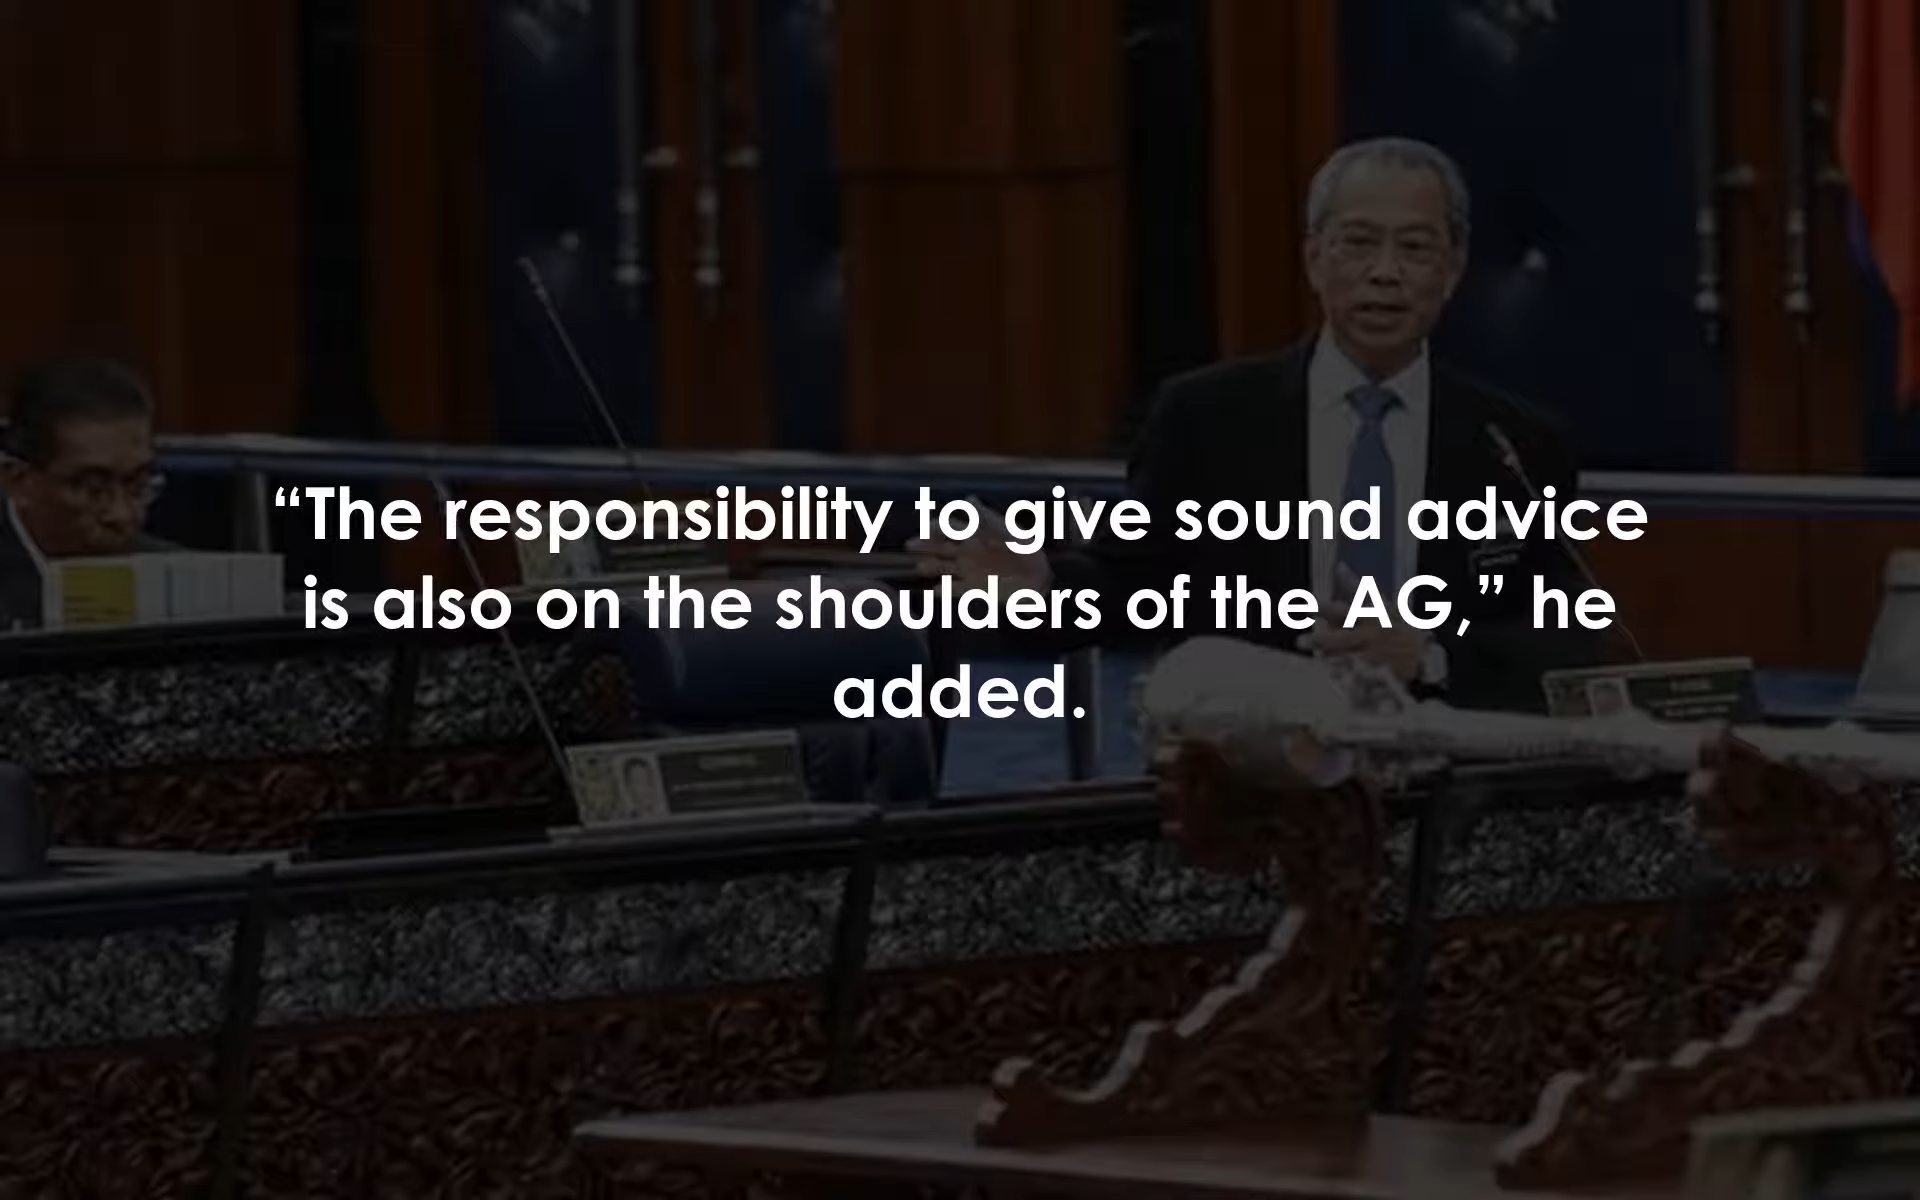 “The responsibility to give sound advice
is also on the shoulders of the AG,” he
added.